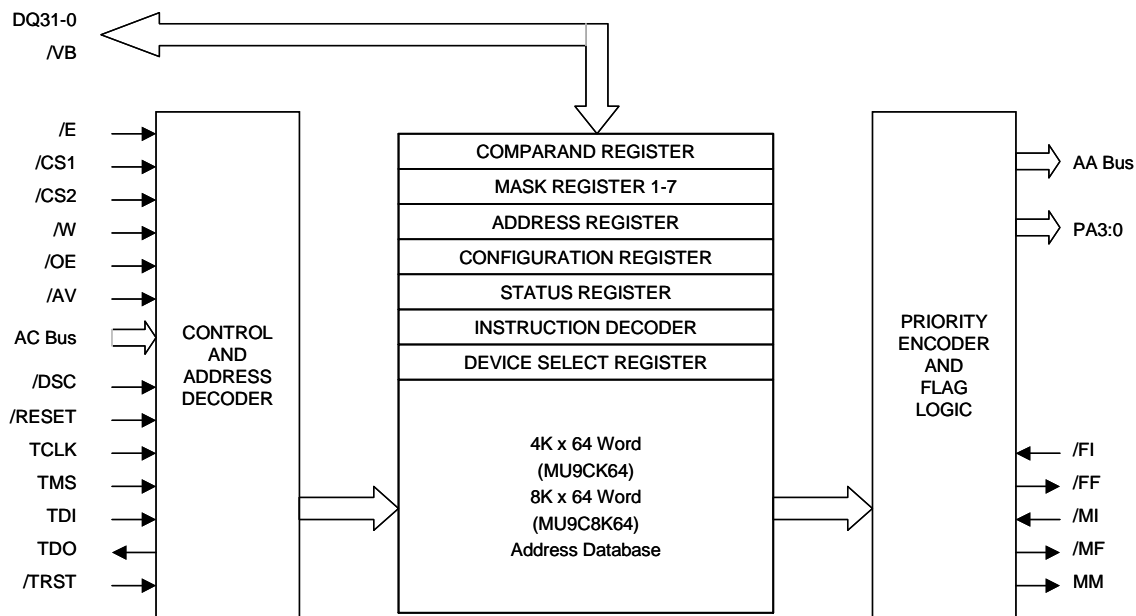 DQ31-0
/VB
/E
/CS1
/CS2
/W
/OE
/AV
AC Bus
/DSC
/RESET
TCLK
TMS
TDI
TDO
/TRST
CONTROL
AND
ADDRESS
DECODER
COMPARAND REGISTER
MASK REGISTER 1-7
ADDRESS REGISTER
CONFIGURATION REGISTER
STATUS REGISTER
INSTRUCTION DECODER
DEVICE SELECT REGISTER
4K x 64 Word
(MU9CK64)
8K x 64 Word
(MU9C8K64)
Address Database
PRIORITY
ENCODER
AND
FLAG
LOGIC
AA Bus
PA3:0
/FI
/FF
/MI
/MF
MM